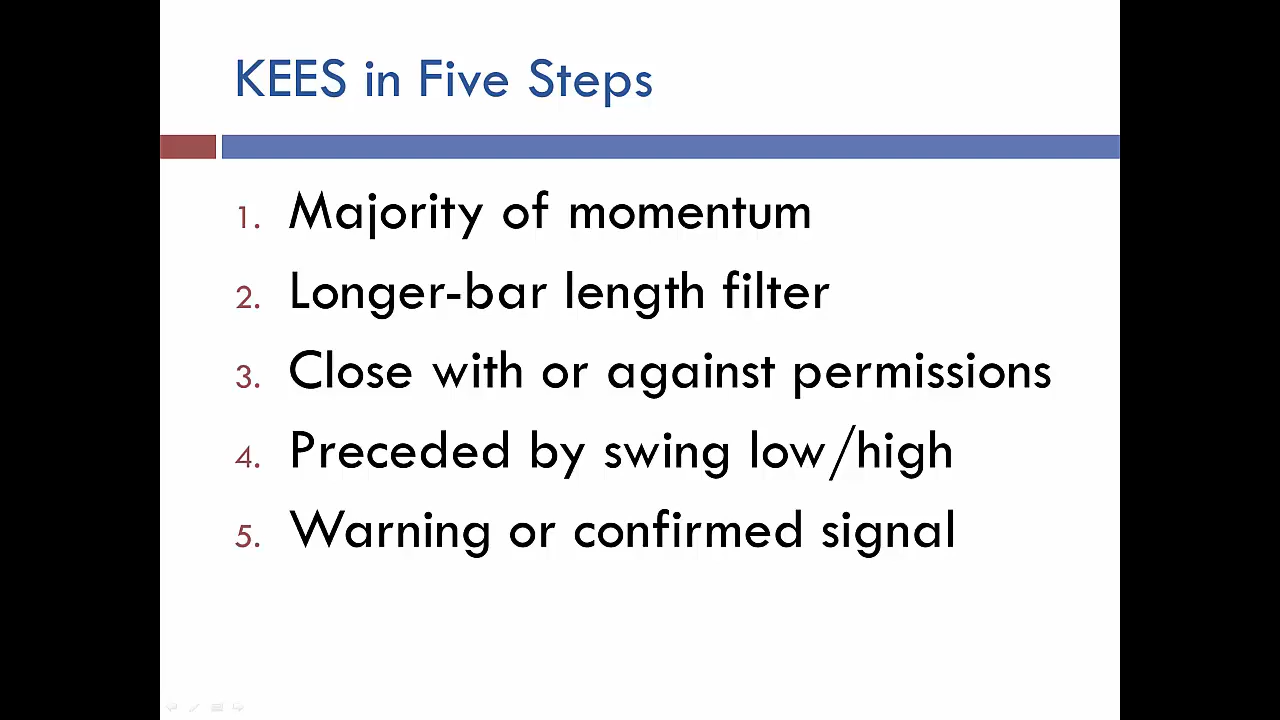 KEES in Five Steps
1. Majority of momentum
2. Longer-bar length filter
3. Close with or against permissions
4. Preceded by swing low/high
5. Warning or confirmed signal